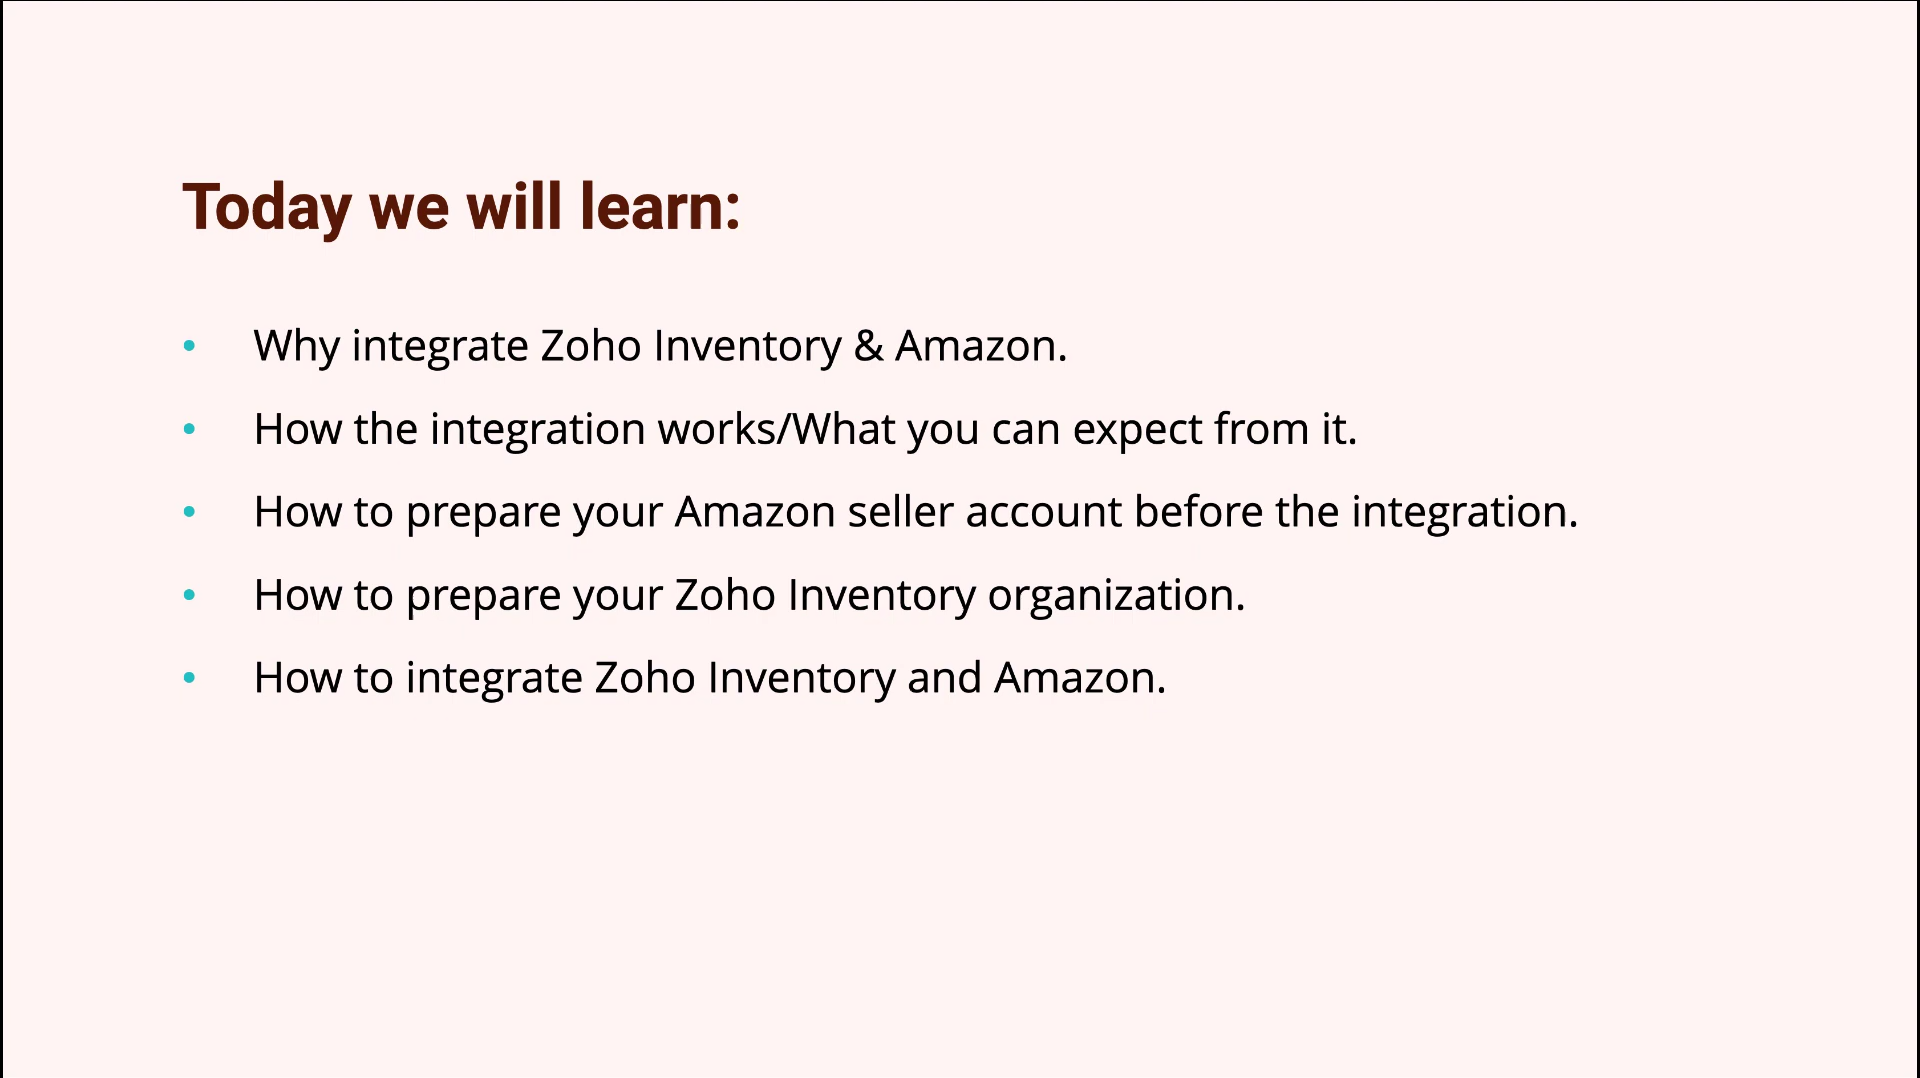 Today we will learn:
• Why integrate Zoho Inventory & Amazon.
• How the integration works/What you can expect from it.
• How to prepare your Amazon seller account before the integration.
• How to prepare your Zoho Inventory organization.
• How to integrate Zoho Inventory and Amazon.